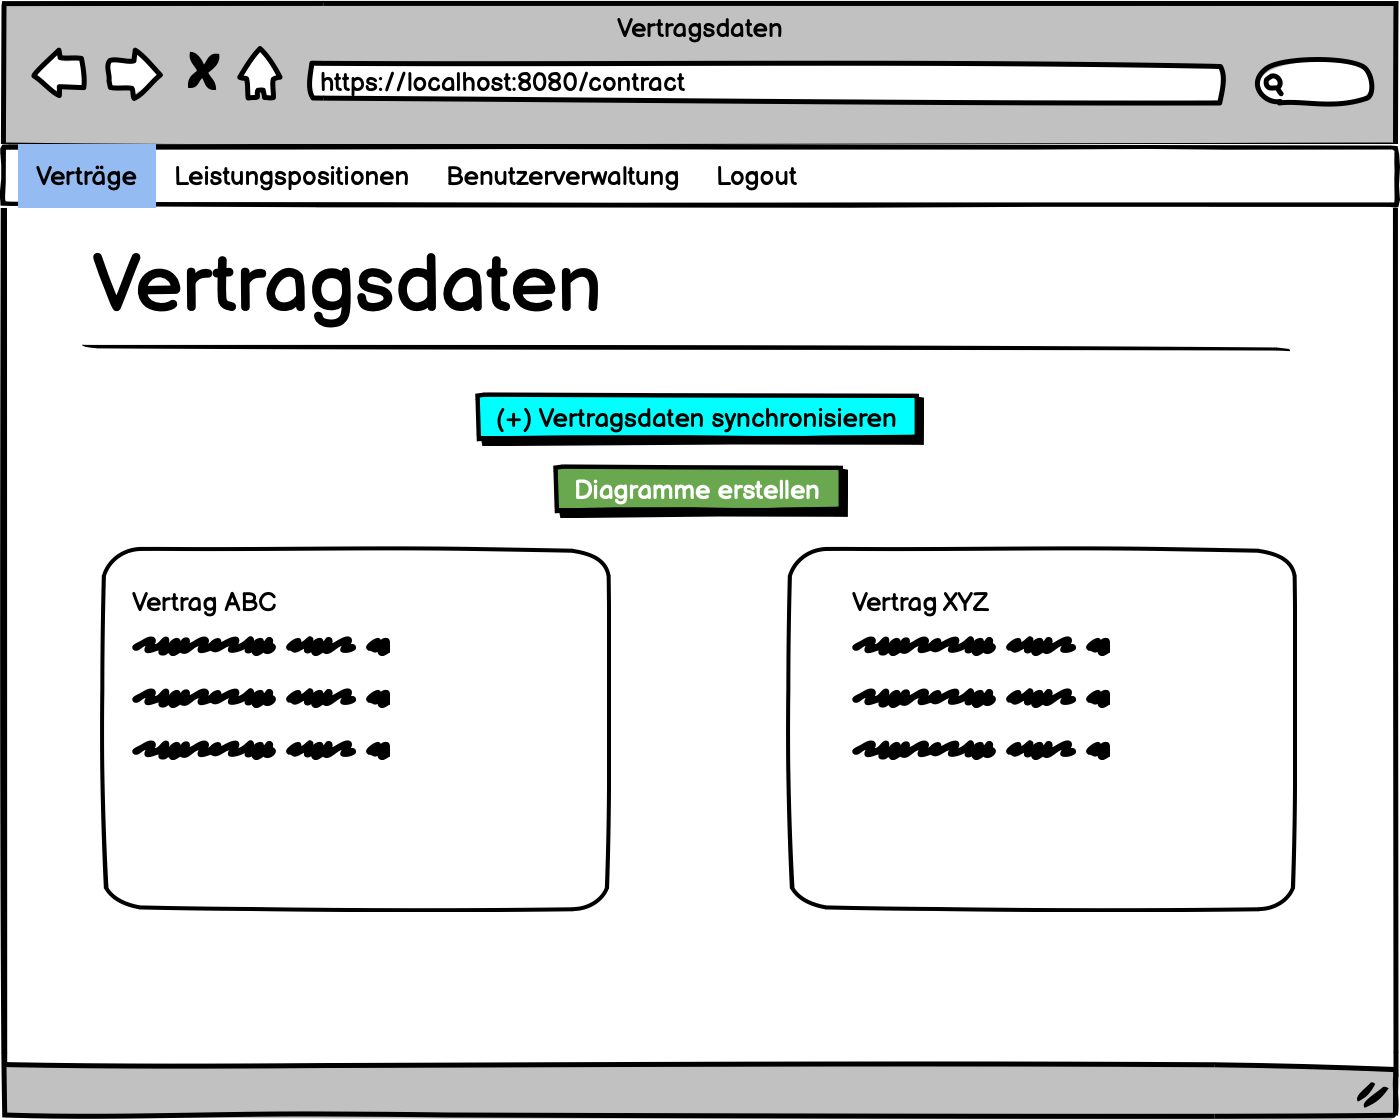 Vertragsdaten
https://localhost:8080/contract
Verträge Leistungspositionen Benutzerverwaltung Logout
Vertragsdaten
(+) Vertragsdaten synchronisieren
Diagramme erstellen
Vertrag ABC
Vertrag XYZ